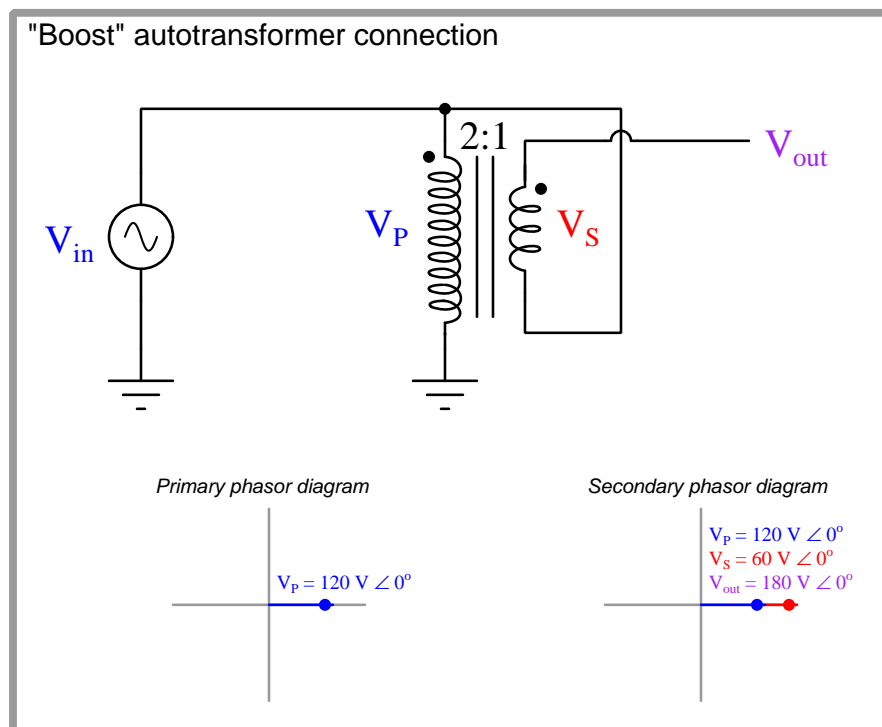 "Boost" autotransformer connection
2:1
V_out
V_in
V_P
V_S
Primary phasor diagram
Secondary phasor diagram
V_P = 120 V ∠ 0°
V_P = 120 V ∠ 0°
V_S = 60 V ∠ 0°
V_out = 180 V ∠ 0°